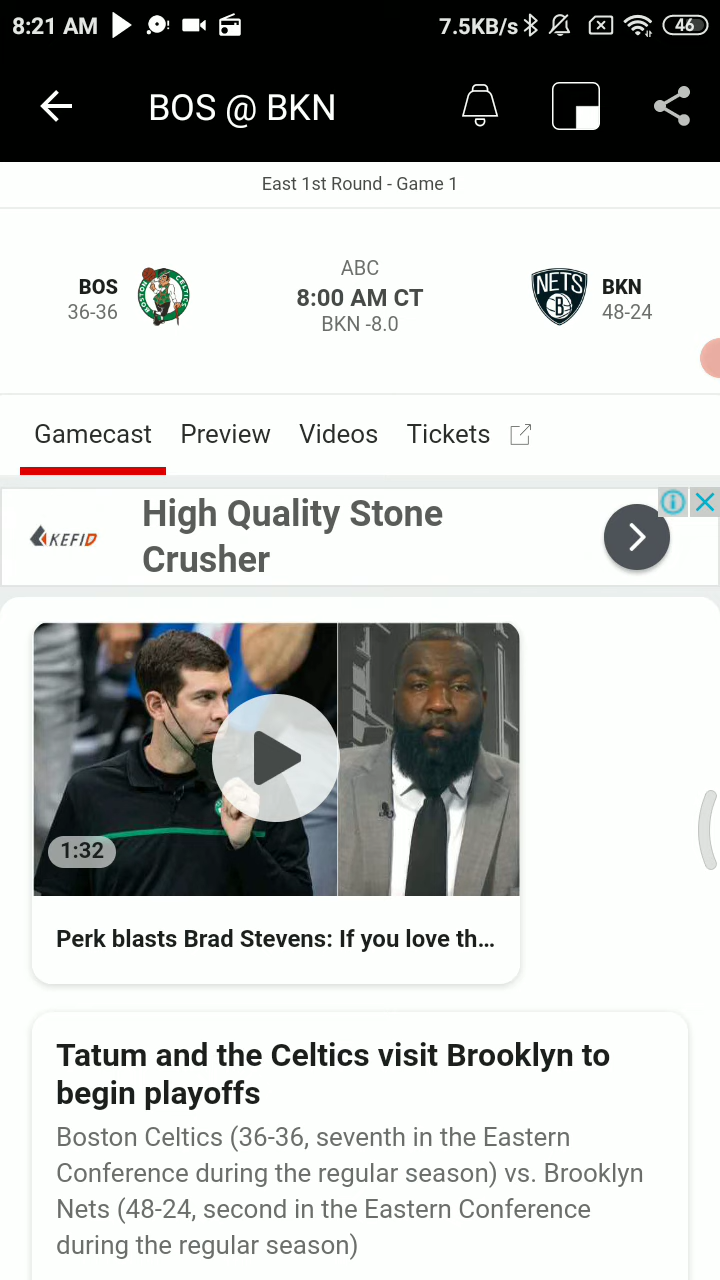 8:21 AM
7.5KB/s
46
BOS @ BKN
East 1st Round - Game 1
BOS
36-36
BOSTON CELTICS
ABC
8:00 AM CT
BKN -8.0
NETS
B
BKN
48-24
Gamecast
Preview
Videos
Tickets
KEFID
High Quality Stone
Crusher
1:32
Perk blasts Brad Stevens: If you love th...
Tatum and the Celtics visit Brooklyn to
begin playoffs
Boston Celtics (36-36, seventh in the Eastern
Conference during the regular season) vs. Brooklyn
Nets (48-24, second in the Eastern Conference
during the regular season)